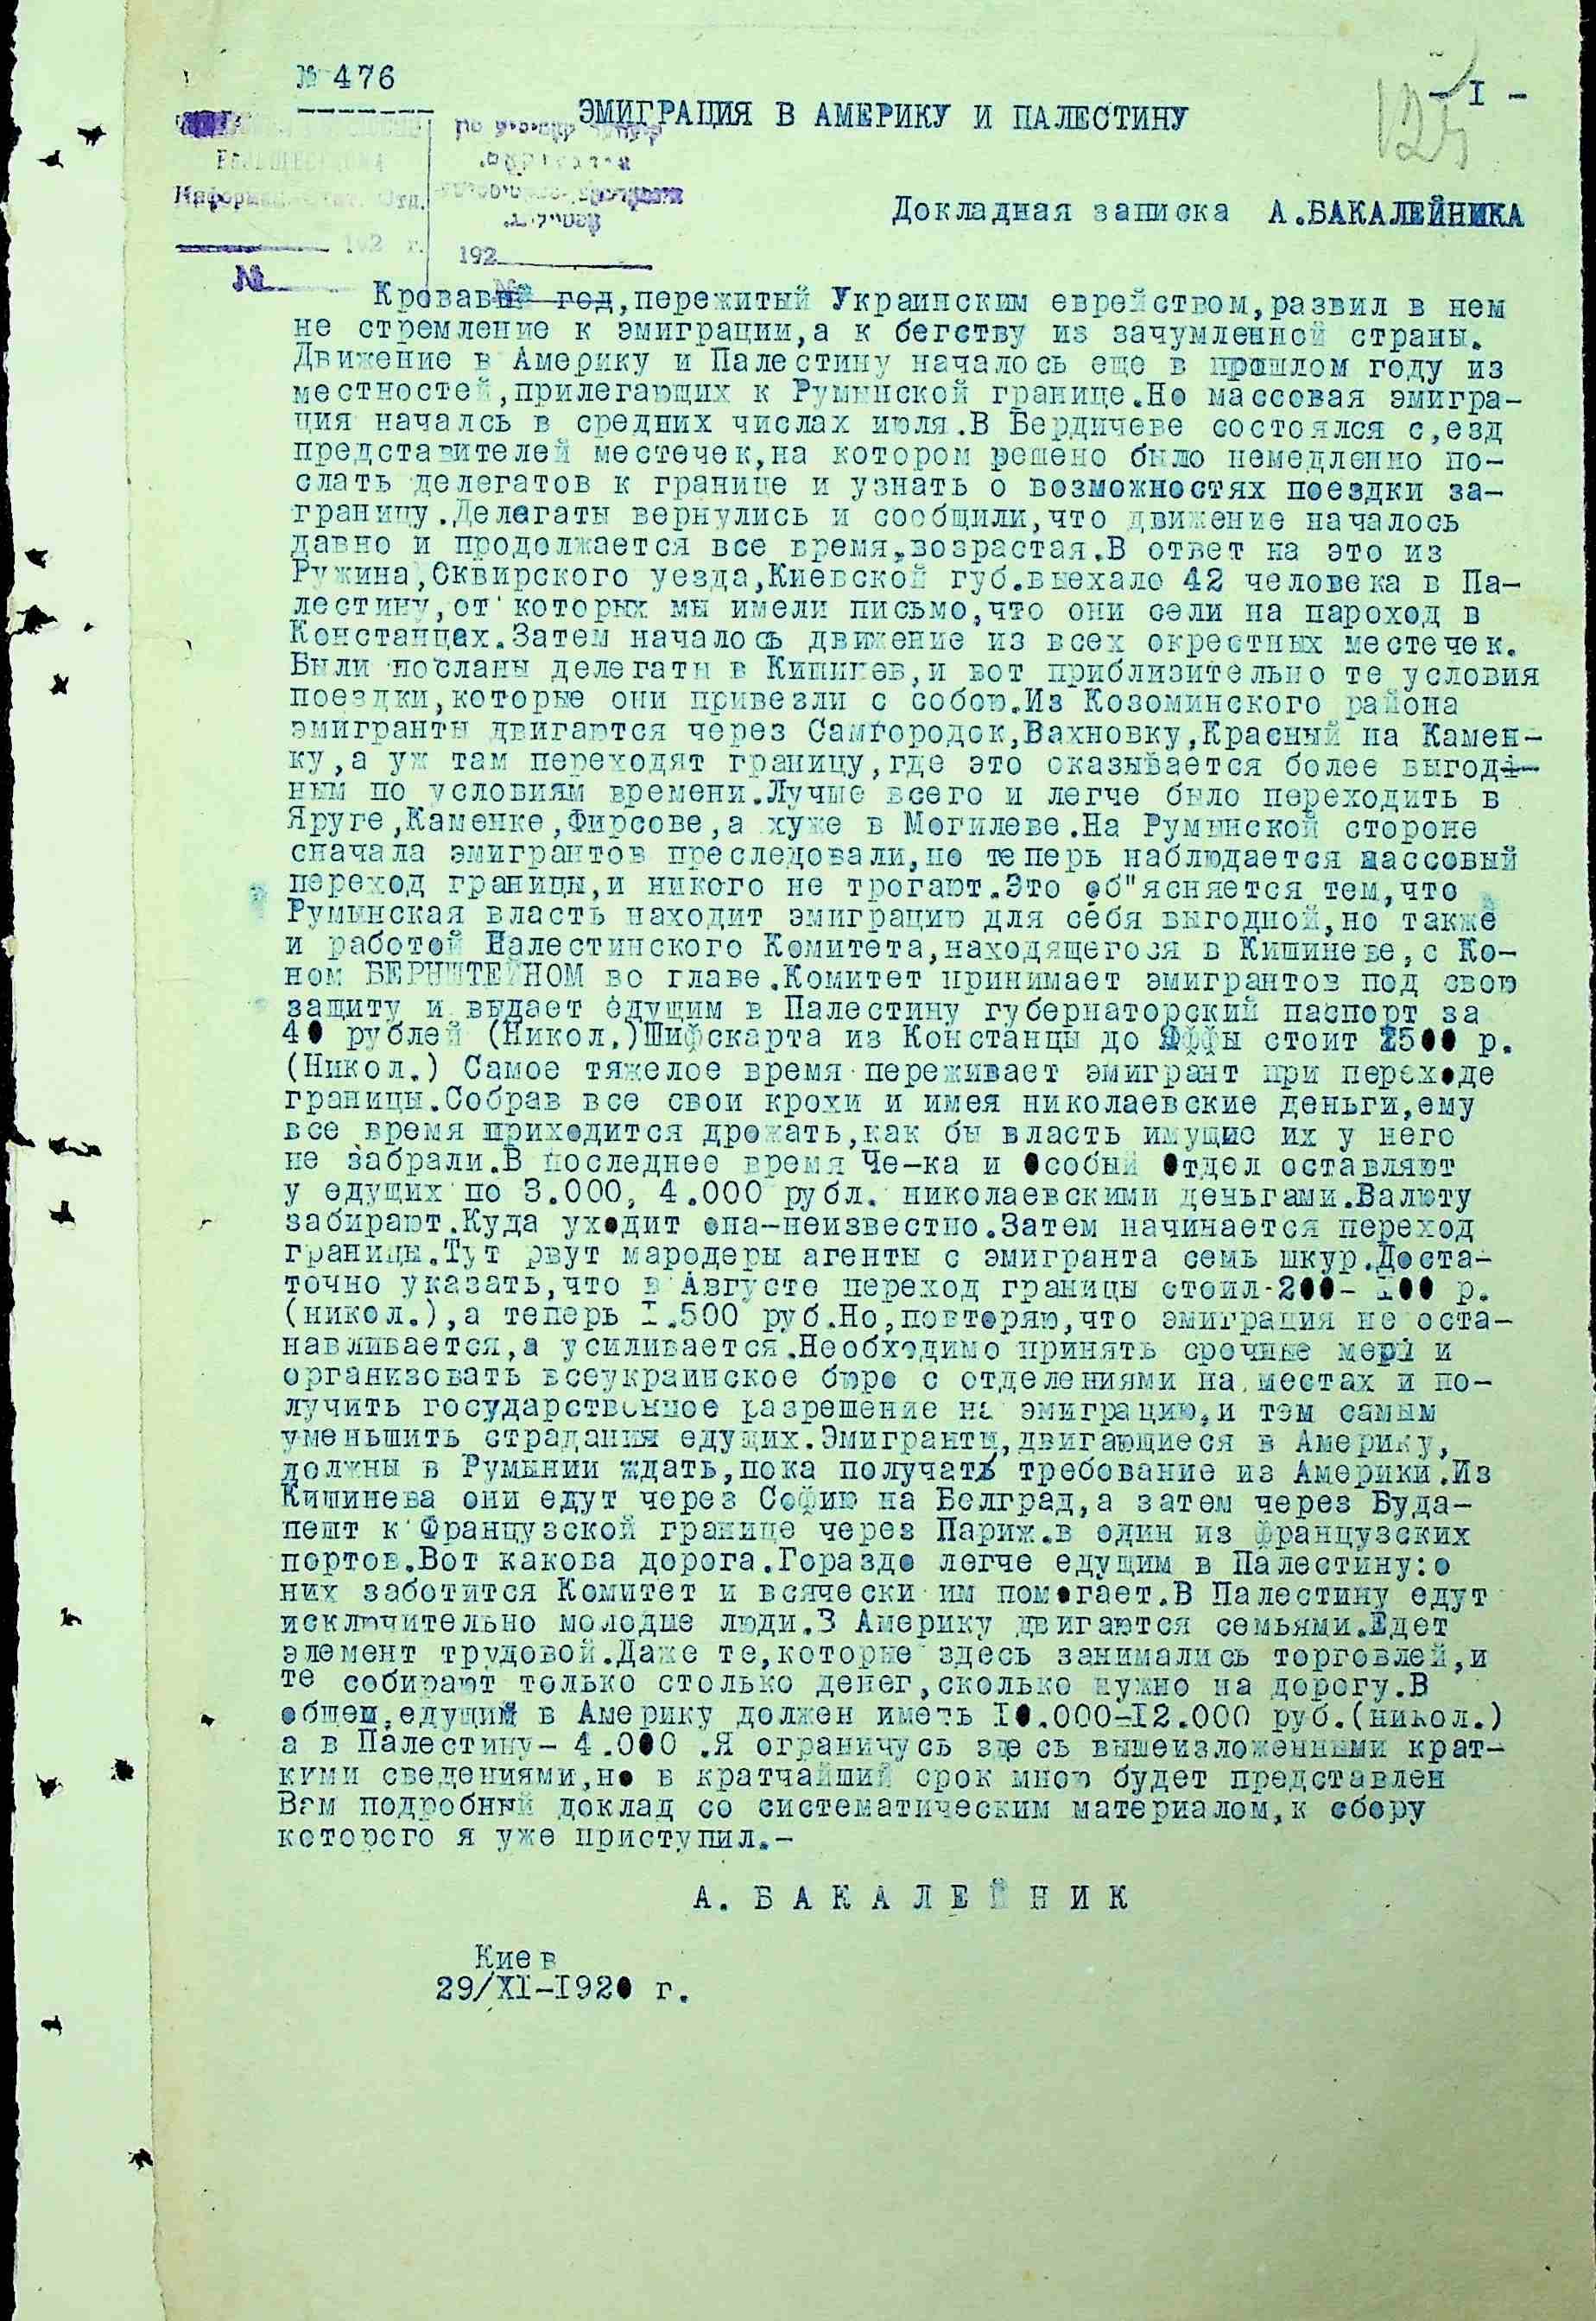 № 476
- I -
125
ЭМИГРАЦИЯ В АМЕРИКУ И ПАЛЕСТИНУ
Информ. Отд.
192 г.
192
№
Докладная записка А.БАКАЛЕЙНИКА
Кровавый год,пережитый Украинским еврейством,развил в нем
не стремление к эмиграции,а к бегству из зачумленной страны.
Движение в Америку и Палестину началось еще в прошлом году из
местностей,прилегающих к Румынской границе.Но массовая эмигра-
ция началсь в средних числах июля.В Бердичеве состоялся с,езд
представителей местечек,на котором решено было немедленно по-
слать делегатов к границе и узнать о возможностях поездки за-
границу.Делегаты вернулись и сообщили,что движение началось
давно и продолжается все время,возрастая.В ответ на это из
Ружина,Сквирского уезда,Киевской губ.выехало 42 человека в Па-
лестину,от которых мы имели письмо,что они сели на пароход в
Констанцах.Затем началось движение из всех окрестных местечек.
Были посланы делегаты в Кишинев,и вот приблизительно те условия
поездки,которые они привезли с собою.Из Козоминского района
эмигранты двигаются через Самгородок,Вахновку,Красный на Камен-
ку,а уж там переходят границу,где это оказывается более выгод-
ным по условиям времени.Лучше всего и легче было переходить в
Яруге,Каменке,Фирсове,а хуже в Могилеве.На Румынской стороне
сначала эмигрантов преследовали,но теперь наблюдается массовый
переход границы,и никого не трогают.Это об"ясняется тем,что
Румынская власть находит эмиграцию для себя выгодной,но также
и работой Палестинского Комитета,находящегося в Кишиневе,с Ко-
ном БЕРНШТЕЙНОМ во главе.Комитет принимает эмигрантов под свою
защиту и выдает едущим в Палестину губернаторский паспорт за
40 рублей (Никол.)Шифскарта из Констанцы до Яффы стоит 1500 р.
(Никол.) Самое тяжелое время переживает эмигрант при переходе
границы.Собрав все свои крохи и имея николаевские деньги,ему
все время приходится дрожать,как бы власть имущие их у него
не забрали.В последнее время Че-ка и Особый Отдел оставляют
у едущих по 3.000, 4.000 рубл. николаевскими деньгами.Валюту
забирают.Куда уходит она-неизвестно.Затем начинается переход
границы.Тут рвут мародеры агенты с эмигранта семь шкур.Доста-
точно указать,что в Августе переход границы стоил-200- 100 р.
(никол.),а теперь I.500 руб.Но,повторяю,что эмиграция не оста-
навливается,а усиливается.Необходимо принять срочные меры и
организовать всеукраинское бюро с отделениями на местах и по-
лучить государственное разрешение на эмиграцию,и тем самым
уменьшить страдания едущих.Эмигранты,двигающиеся в Америку,
должны в Румынии ждать,пока получать требование из Америки.Из
Кишинева они едут через Софию на Белград,а затем через Буда-
пешт к Французской границе через Париж.в один из французских
портов.Вот какова дорога.Гораздо легче едущим в Палестину:о
них заботится Комитет и всячески им помогает.В Палестину едут
исключительно молодые люди.В Америку двигаются семьями.Едет
элемент трудовой.Даже те,которые здесь занимались торговлей,и
те собирают только столько денег,сколько нужно на дорогу.В
общем,едущий в Америку должен иметь I0.000-I2.000 руб.(никол.)
а в Палестину- 4.000 .Я ограничусь здесь вышеизложенными крат-
кими сведениями,но в кратчайший срок мною будет представлен
Вам подробный доклад со систематическим материалом,к сбору
которого я уже приступил.-
А. БАКАЛЕЙНИК
Киев
29/XI-I920 г.